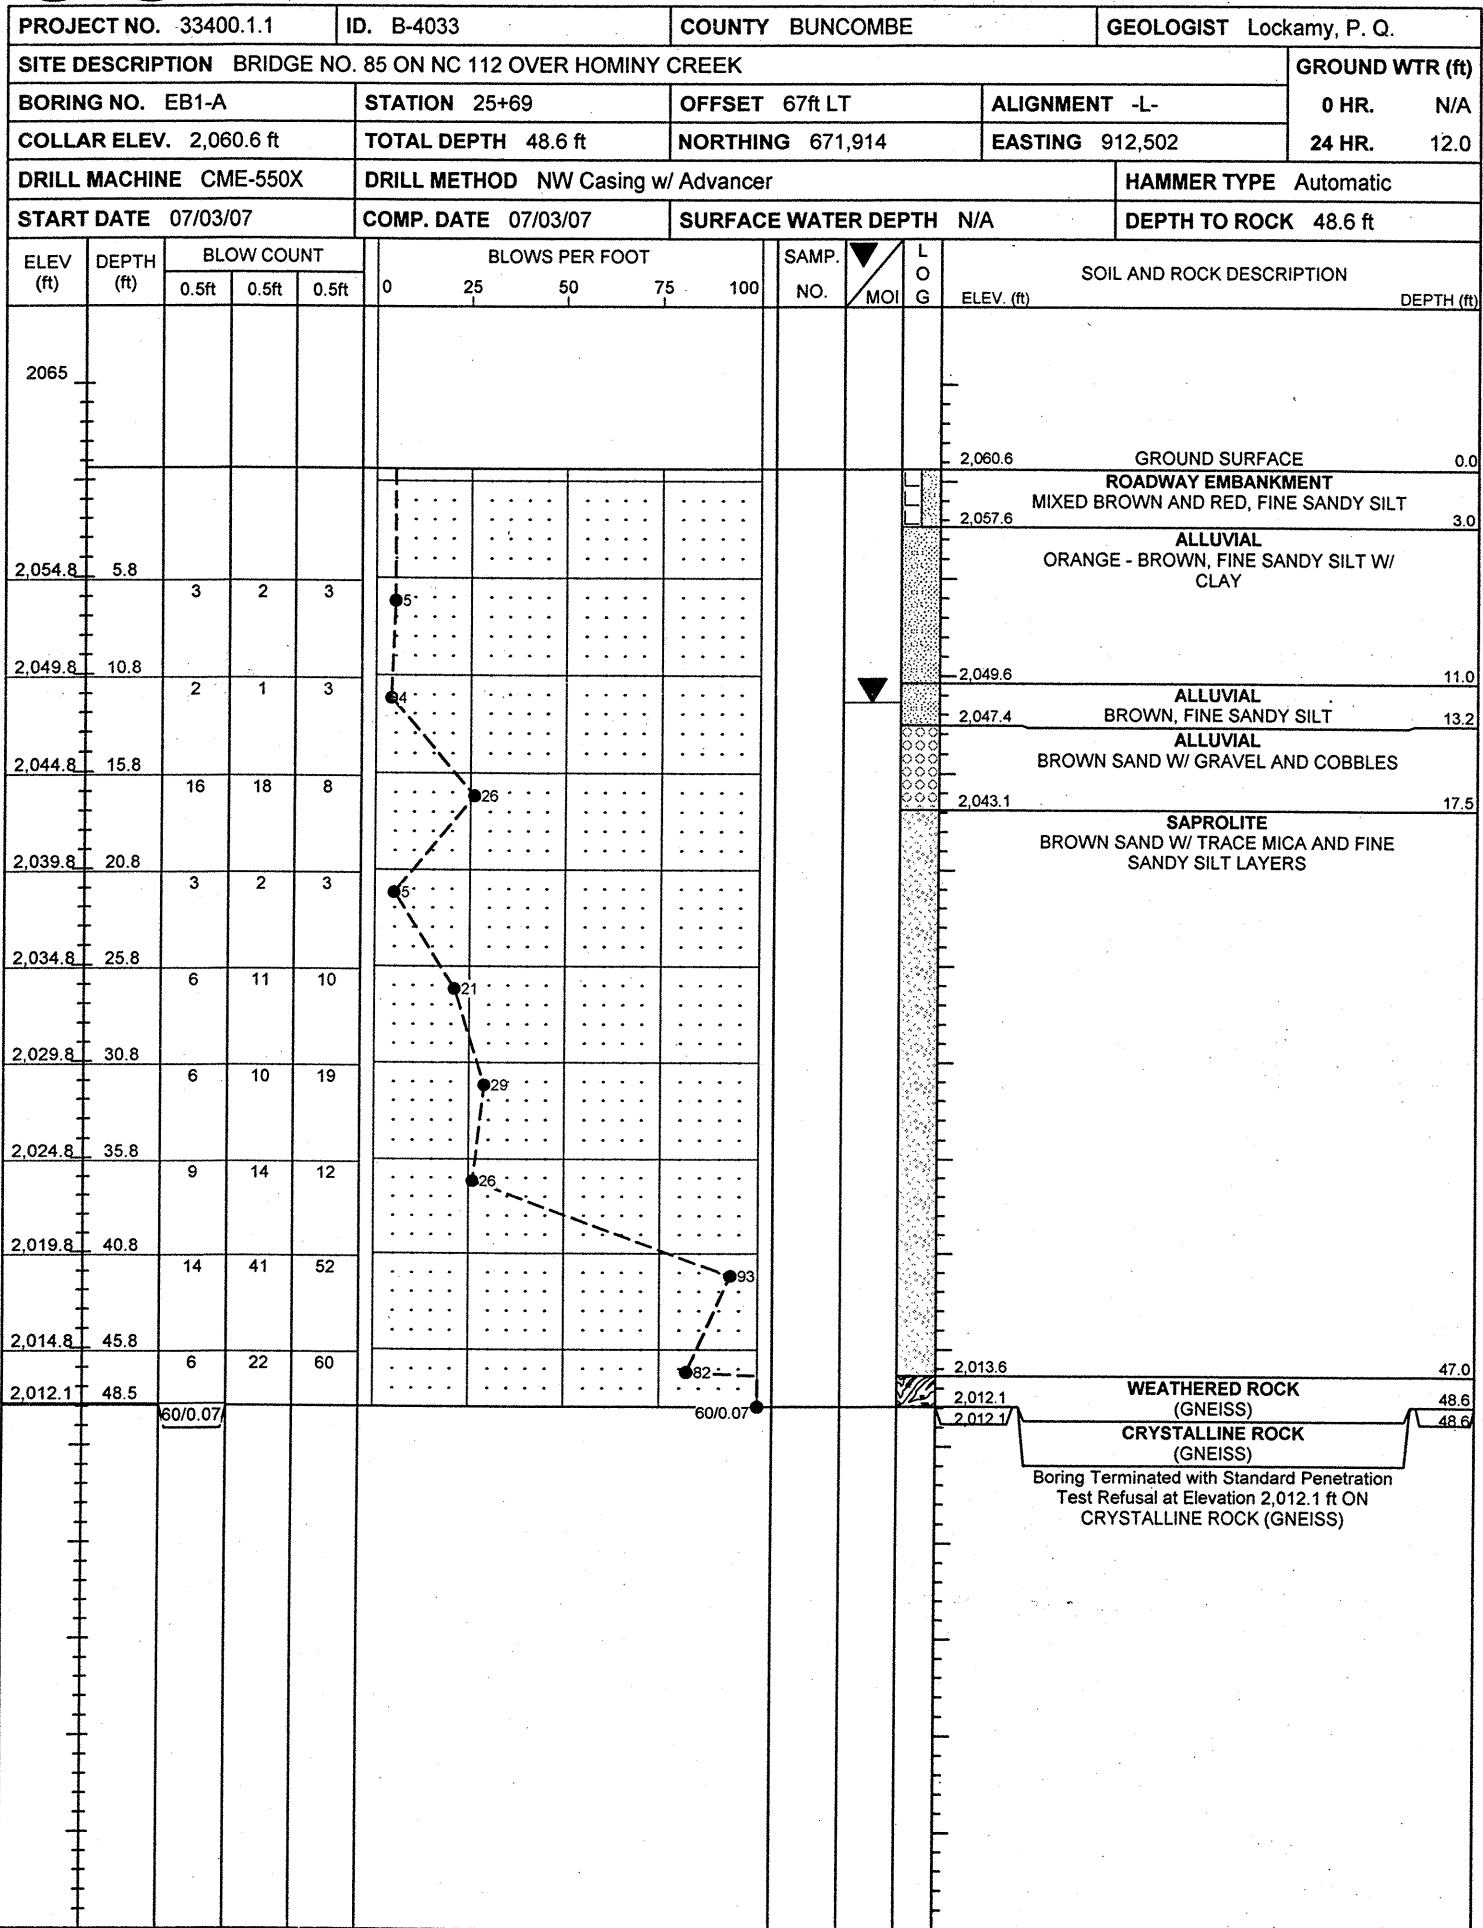 PROJECT NO. 33400.1.1 ID. B-4033 COUNTY BUNCOMBE GEOLOGIST Lockamy, P. Q.
SITE DESCRIPTION BRIDGE NO. 85 ON NC 112 OVER HOMINY CREEK GROUND WTR (ft)
BORING NO. EB1-A STATION 25+69 OFFSET 67ft LT ALIGNMENT -L- 0 HR. N/A
COLLAR ELEV. 2,060.6 ft TOTAL DEPTH 48.6 ft NORTHING 671,914 EASTING 912,502 24 HR. 12.0
DRILL MACHINE CME-550X DRILL METHOD NW Casing w/ Advancer HAMMER TYPE Automatic
START DATE 07/03/07 COMP. DATE 07/03/07 SURFACE WATER DEPTH N/A DEPTH TO ROCK 48.6 ft
ELEV (ft) DEPTH (ft) BLOW COUNT BLOWS PER FOOT SAMP. NO. MOI LOG SOIL AND ROCK DESCRIPTION
0.5ft 0.5ft 0.5ft 0 25 50 75 100 ELEV. (ft) DEPTH (ft)
2065
2,060.6 GROUND SURFACE 0.0
ROADWAY EMBANKMENT
MIXED BROWN AND RED, FINE SANDY SILT
2,057.6 3.0
ALLUVIAL
ORANGE - BROWN, FINE SANDY SILT W/
CLAY
2,054.8 5.8
3 2 3 5
2,049.8 10.8
2,049.6 11.0
2 1 3 4
ALLUVIAL
BROWN, FINE SANDY SILT
2,047.4 13.2
ALLUVIAL
BROWN SAND W/ GRAVEL AND COBBLES
2,044.8 15.8
16 18 8 26
2,043.1 17.5
SAPROLITE
BROWN SAND W/ TRACE MICA AND FINE
SANDY SILT LAYERS
2,039.8 20.8
3 2 3 5
2,034.8 25.8
6 11 10 21
2,029.8 30.8
6 10 19 29
2,024.8 35.8
9 14 12 26
2,019.8 40.8
14 41 52 93
2,014.8 45.8
6 22 60 82
2,013.6 47.0
WEATHERED ROCK
(GNEISS)
2,012.1 48.5
2,012.1 48.6
60/0.07 60/0.07
2,012.1 48.6
CRYSTALLINE ROCK
(GNEISS)
Boring Terminated with Standard Penetration
Test Refusal at Elevation 2,012.1 ft ON
CRYSTALLINE ROCK (GNEISS)